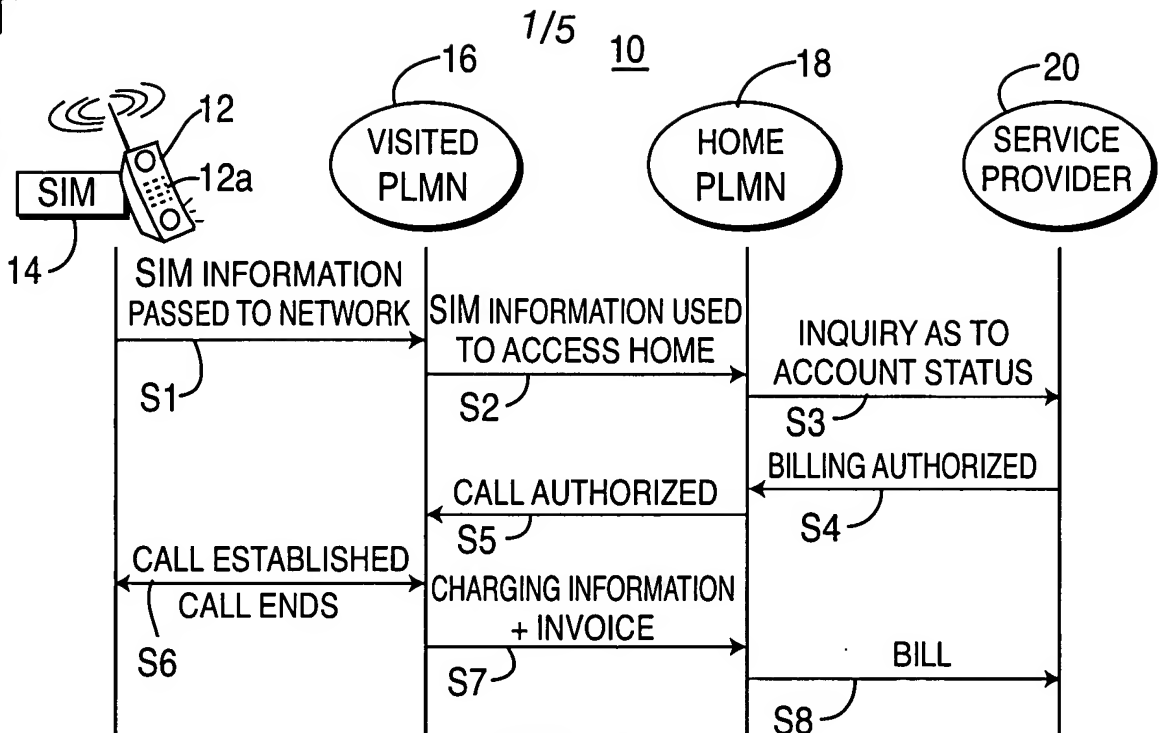 1/5
10
16
18
20
12
12a
SIM
14
VISITED
PLMN
HOME
PLMN
SERVICE
PROVIDER
SIM INFORMATION
PASSED TO NETWORK
S1
SIM INFORMATION USED
TO ACCESS HOME
S2
INQUIRY AS TO
ACCOUNT STATUS
S3
BILLING AUTHORIZED
S4
CALL AUTHORIZED
S5
CALL ESTABLISHED
CALL ENDS
S6
CHARGING INFORMATION
+ INVOICE
S7
BILL
S8